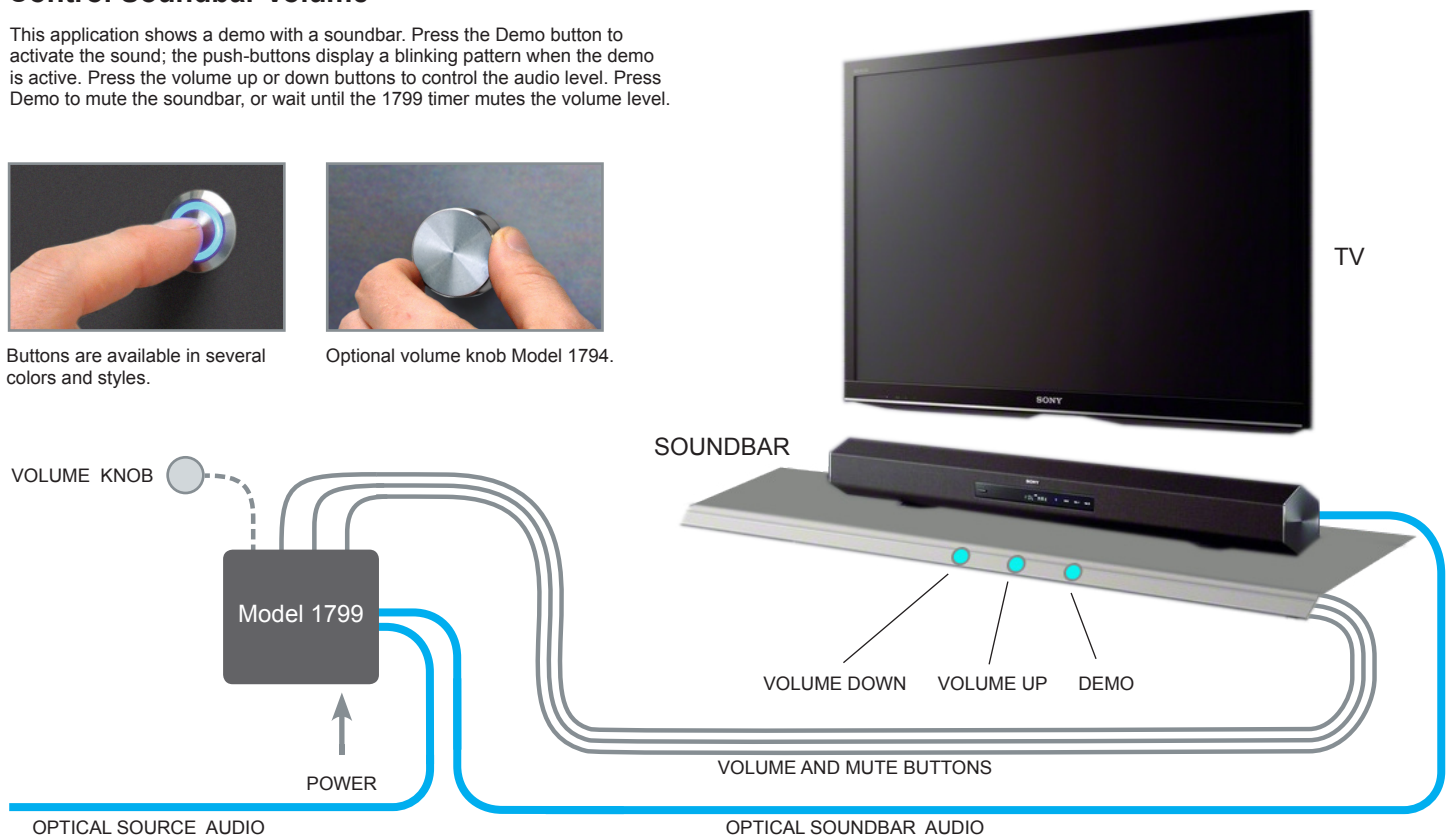 Control Soundbar Volume
This application shows a demo with a soundbar. Press the Demo button to
activate the sound; the push-buttons display a blinking pattern when the demo
is active. Press the volume up or down buttons to control the audio level. Press
Demo to mute the soundbar, or wait until the 1799 timer mutes the volume level.
Buttons are available in several
colors and styles.
Optional volume knob Model 1794.
TV
SONY
SOUNDBAR
SONY
VOLUME KNOB
Model 1799
VOLUME DOWN
VOLUME UP
DEMO
POWER
VOLUME AND MUTE BUTTONS
OPTICAL SOURCE AUDIO
OPTICAL SOUNDBAR AUDIO